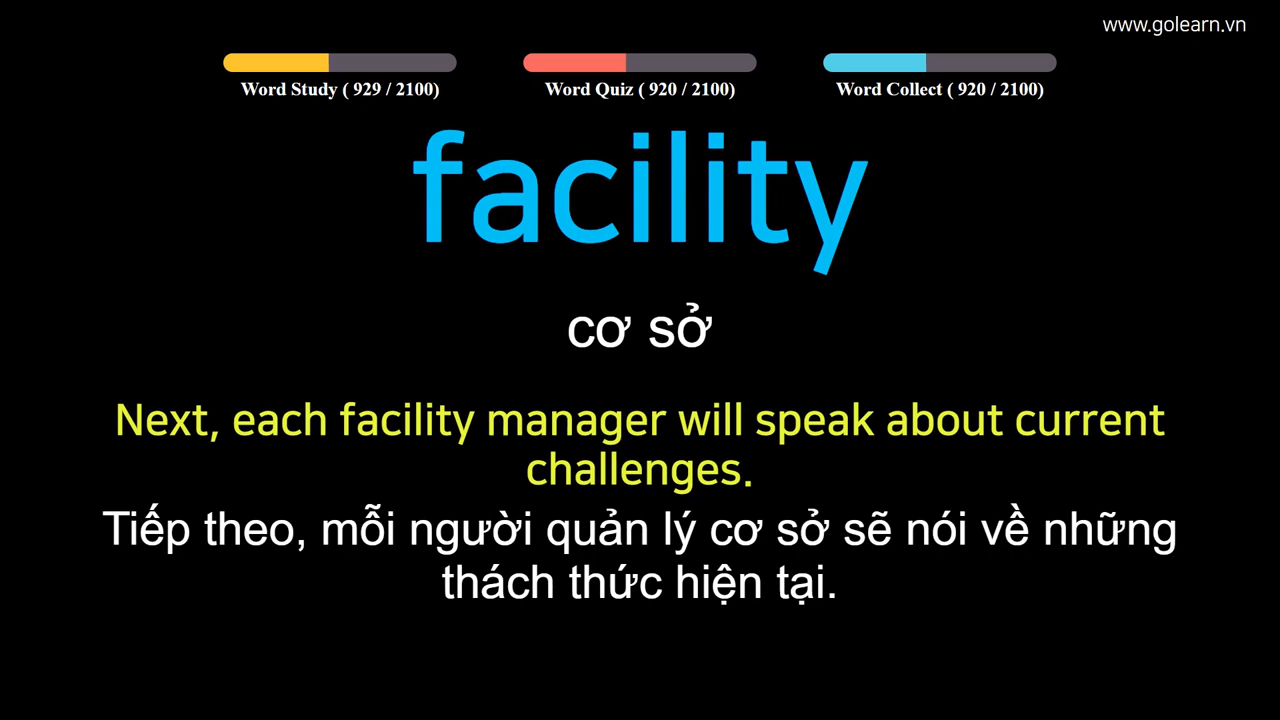 www.golearn.vn
Word Study ( 929 / 2100)
Word Quiz ( 920 / 2100)
Word Collect ( 920 / 2100)
facility
cơ sở
Next, each facility manager will speak about current
challenges.
Tiếp theo, mỗi người quản lý cơ sở sẽ nói về những
thách thức hiện tại.